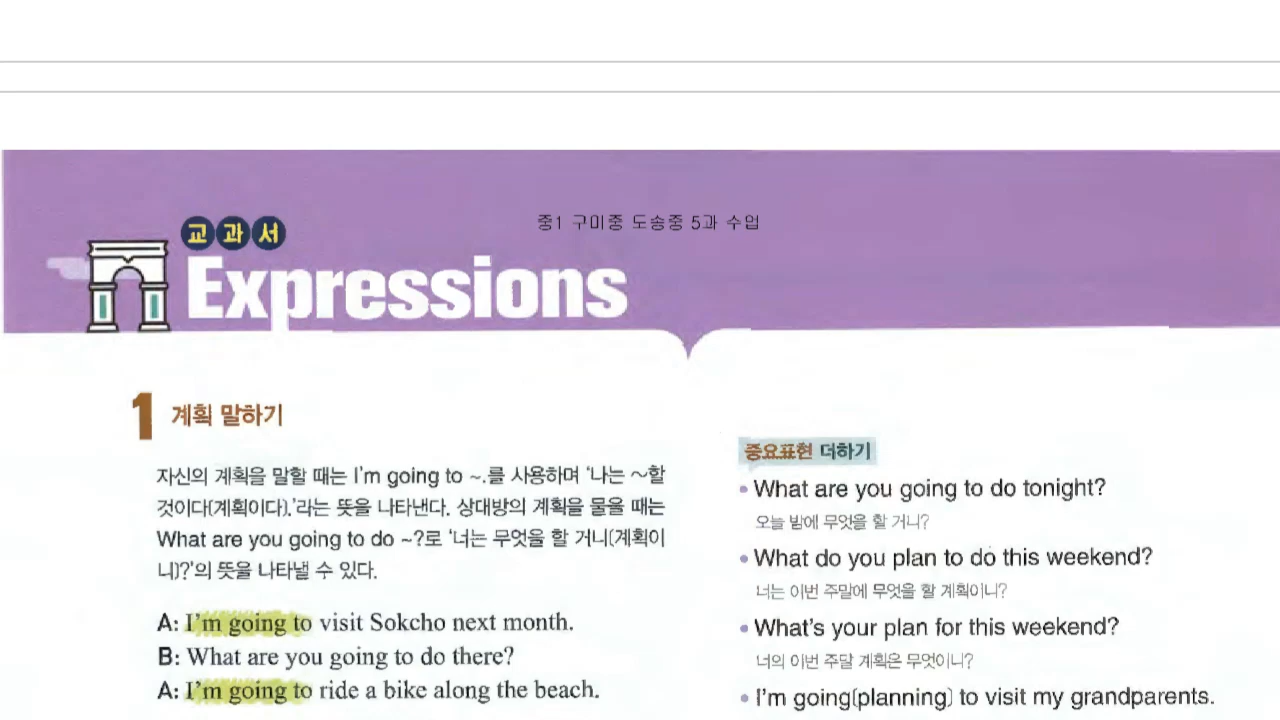 중1 구미중 도송중 5과 수업
교과서
Expressions
1 계획 말하기
자신의 계획을 말할 때는 I'm going to ~.를 사용하며 '나는 ~할
것이다(계획이다).'라는 뜻을 나타낸다. 상대방의 계획을 물을 때는
What are you going to do ~?로 '너는 무엇을 할 거니(계획이
니)?'의 뜻을 나타낼 수 있다.
A: I'm going to visit Sokcho next month.
B: What are you going to do there?
A: I'm going to ride a bike along the beach.
중요표현 더하기
• What are you going to do tonight?
오늘 밤에 무엇을 할 거니?
• What do you plan to do this weekend?
너는 이번 주말에 무엇을 할 계획이니?
• What's your plan for this weekend?
너의 이번 주말 계획은 무엇이니?
• I'm going(planning) to visit my grandparents.